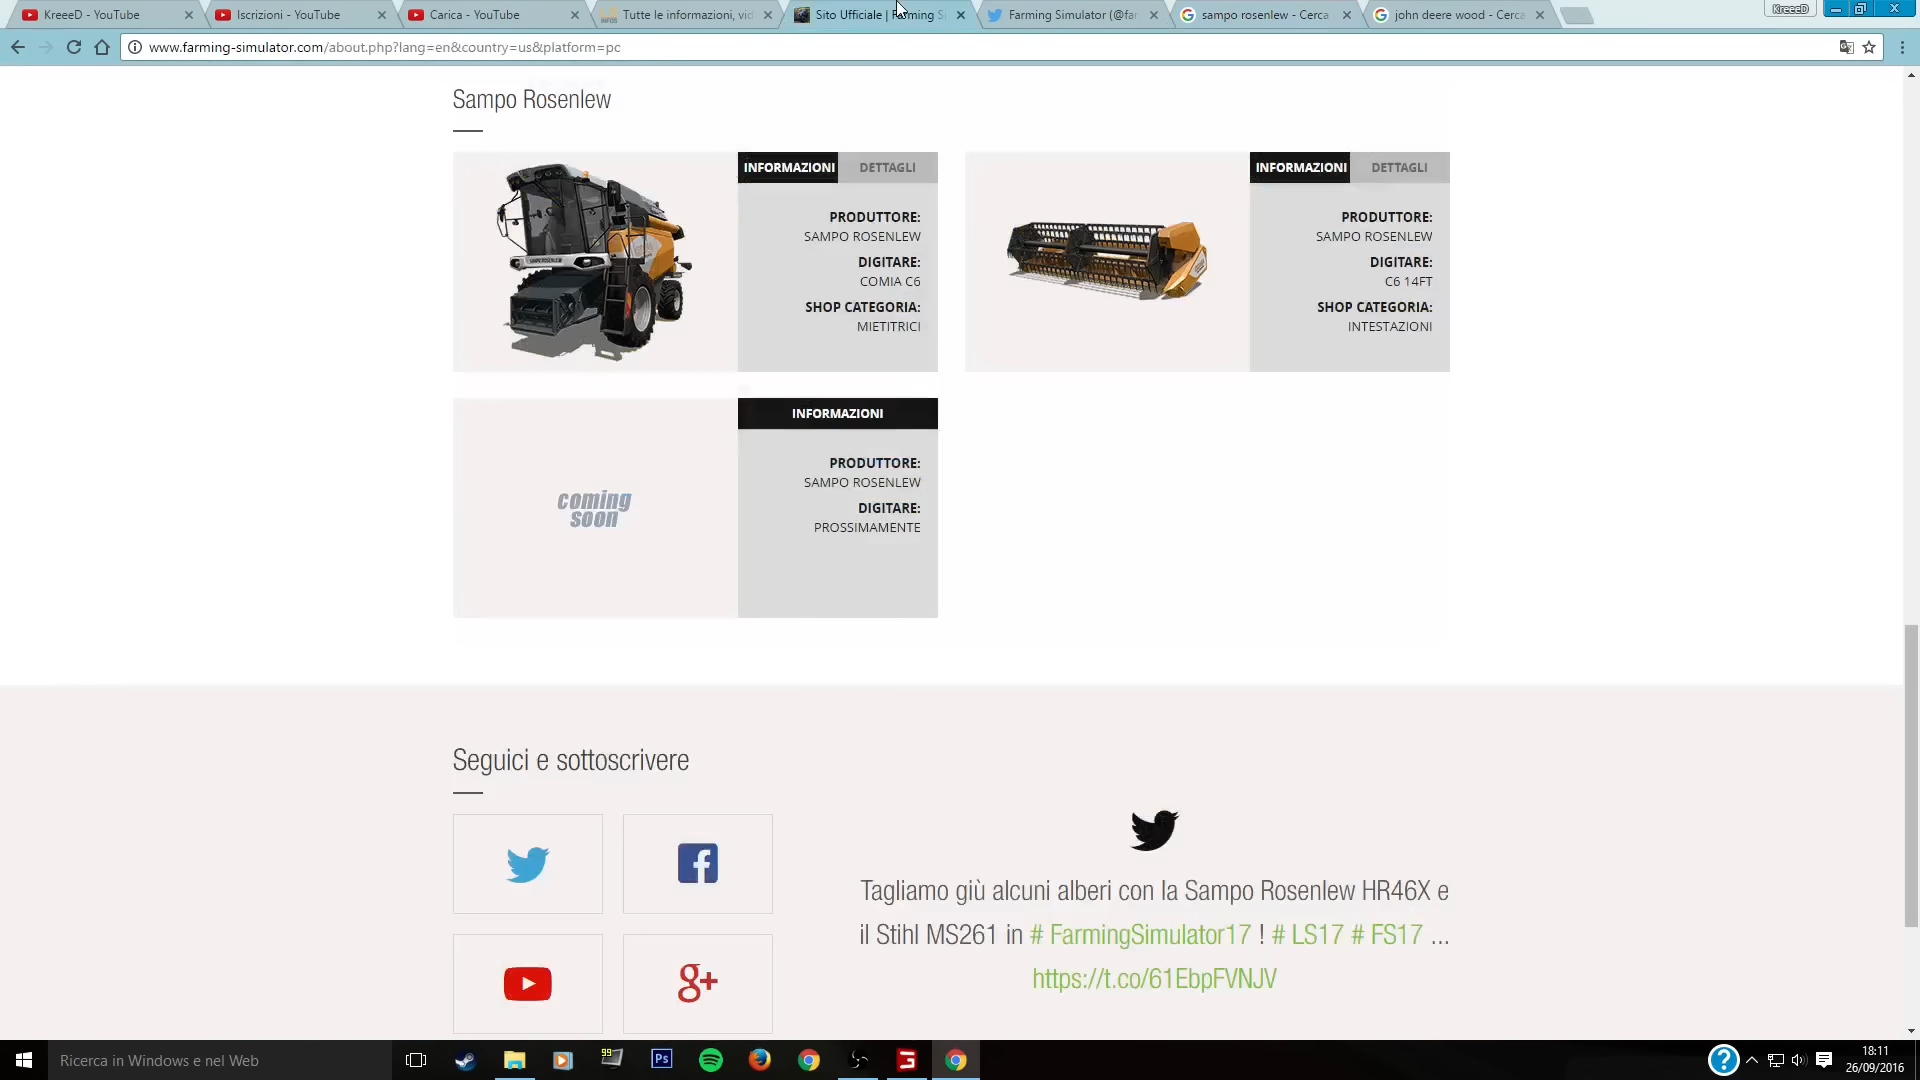 KreeeD - YouTube
Iscrizioni - YouTube
Carica - YouTube
Tutte le informazioni, vid
Sito Ufficiale | Farming S
Farming Simulator (@far
sampo rosenlew - Cerca
john deere wood - Cerca
KreeeD
www.farming-simulator.com/about.php?lang=en&country=us&platform=pc
Sampo Rosenlew
INFORMAZIONI DETTAGLI
PRODUTTORE:
SAMPO ROSENLEW
DIGITARE:
COMIA C6
SHOP CATEGORIA:
MIETITRICI
INFORMAZIONI DETTAGLI
PRODUTTORE:
SAMPO ROSENLEW
DIGITARE:
C6 14FT
SHOP CATEGORIA:
INTESTAZIONI
coming
soon
INFORMAZIONI
PRODUTTORE:
SAMPO ROSENLEW
DIGITARE:
PROSSIMAMENTE
Seguici e sottoscrivere
Tagliamo giù alcuni alberi con la Sampo Rosenlew HR46X e
il Stihl MS261 in # FarmingSimulator17 ! # LS17 # FS17 ...
https://t.co/61EbpFVNJV
g+
Ricerca in Windows e nel Web
99
Ps
18:11
26/09/2016